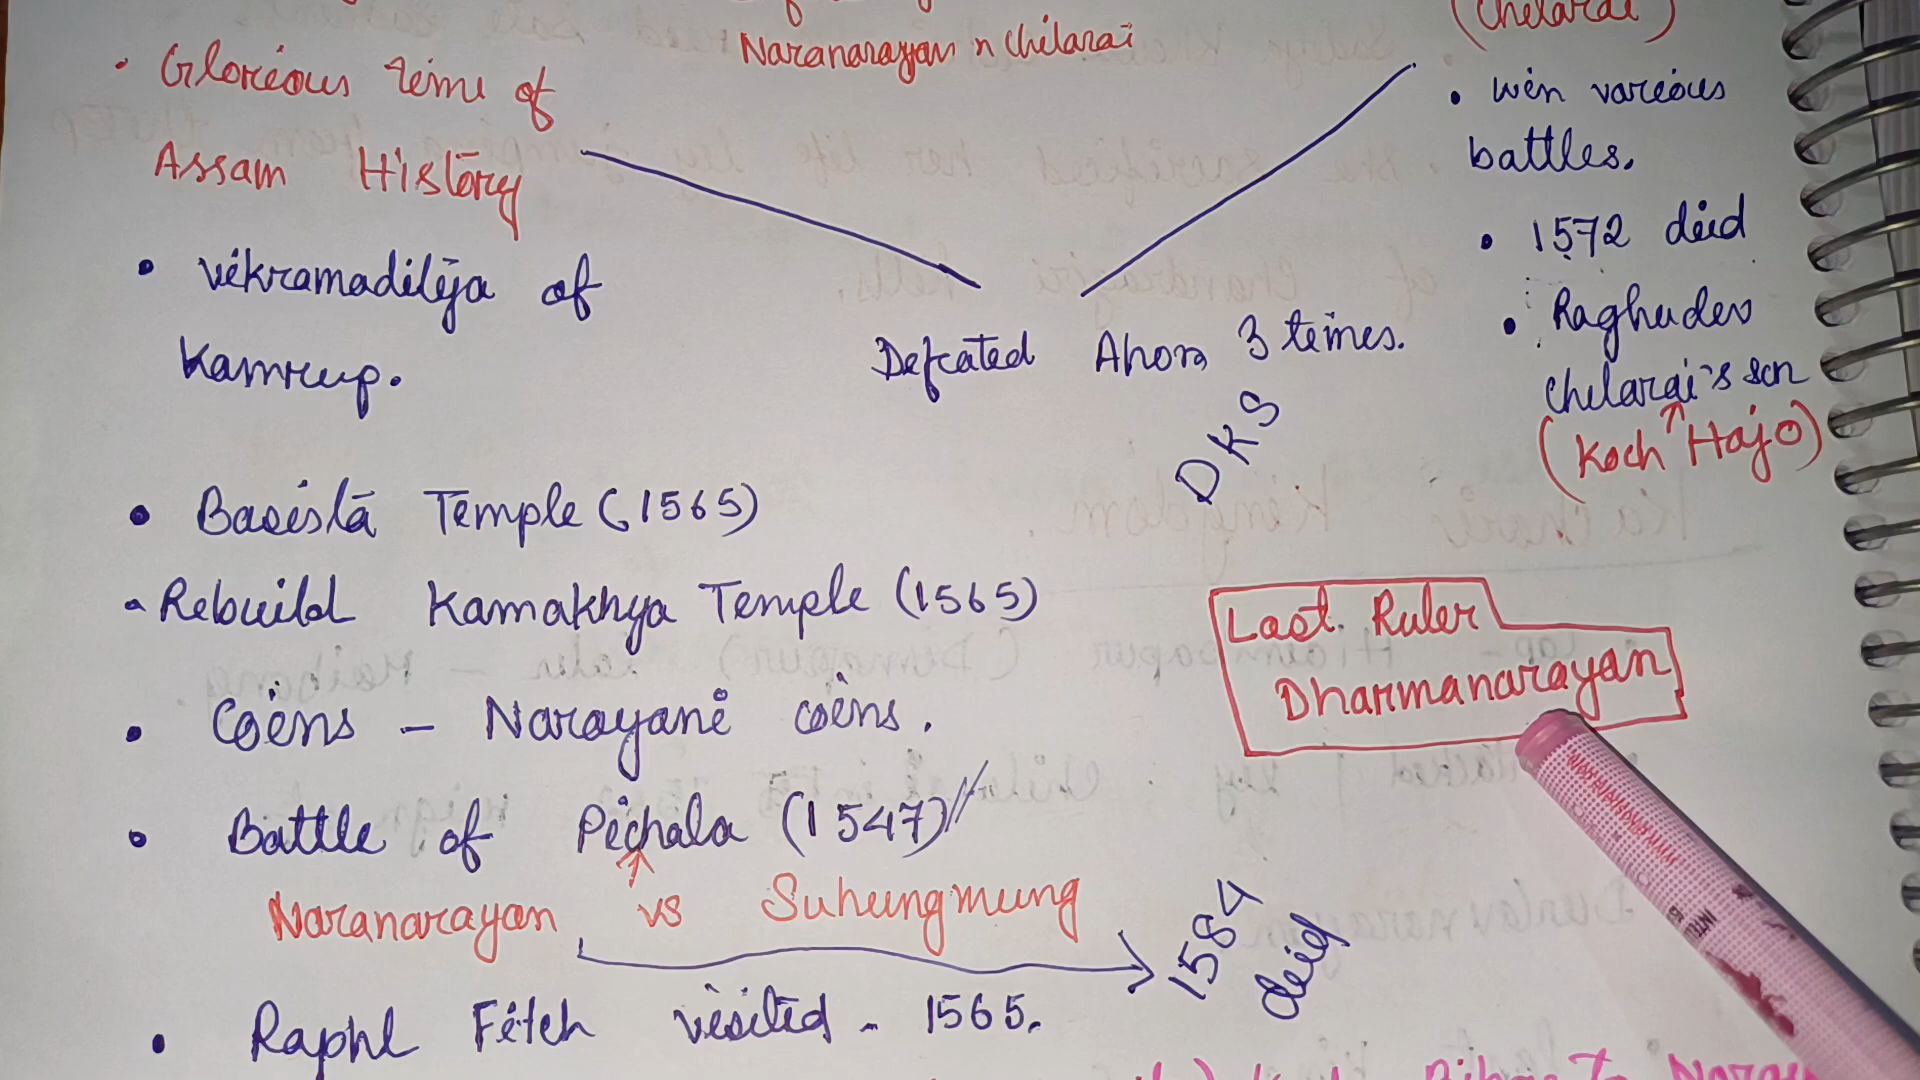 Naranarayan n Chilarai
(Chilarai)
• Glorious time of
Assam History
• Vikramaditya of
Kamrup.
Defeated Ahom 3 times.
DKS
• win various
battles.
• 1572 died
• Raghudev
Chilarai's son
(Koch Hajo)
• Basista Temple (1565)
- Rebuild Kamakhya Temple (1565)
• Coins - Narayani coins.
• Battle of Pichala (1547)
Naranarayan vs Suhungmung
1584
died
• Raphl Fitch visited - 1565.
Last Ruler
Dharmanarayan